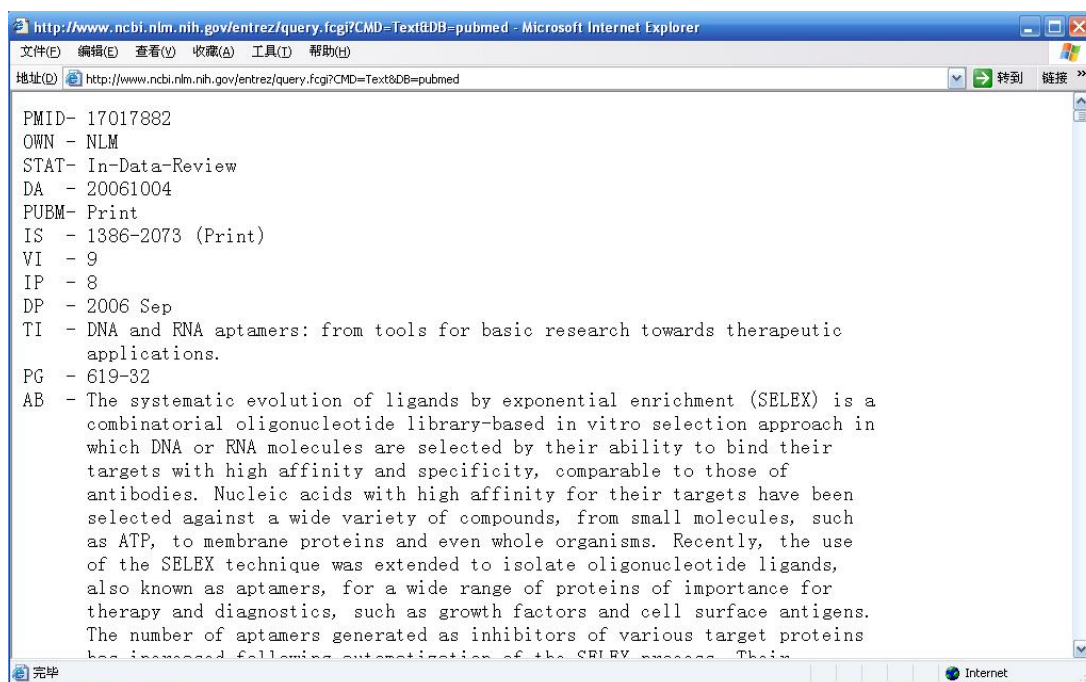 http://www.ncbi.nlm.nih.gov/entrez/query.fcgi?CMD=Text&DB=pubmed - Microsoft Internet Explorer
文件(F) 编辑(E) 查看(V) 收藏(A) 工具(T) 帮助(H)
地址(D) http://www.ncbi.nlm.nih.gov/entrez/query.fcgi?CMD=Text&DB=pubmed 转到 链接 »
PMID- 17017882
OWN - NLM
STAT- In-Data-Review
DA - 20061004
PUBM- Print
IS - 1386-2073 (Print)
VI - 9
IP - 8
DP - 2006 Sep
TI - DNA and RNA aptamers: from tools for basic research towards therapeutic
applications.
PG - 619-32
AB - The systematic evolution of ligands by exponential enrichment (SELEX) is a
combinatorial oligonucleotide library-based in vitro selection approach in
which DNA or RNA molecules are selected by their ability to bind their
targets with high affinity and specificity, comparable to those of
antibodies. Nucleic acids with high affinity for their targets have been
selected against a wide variety of compounds, from small molecules, such
as ATP, to membrane proteins and even whole organisms. Recently, the use
of the SELEX technique was extended to isolate oligonucleotide ligands,
also known as aptamers, for a wide range of proteins of importance for
therapy and diagnostics, such as growth factors and cell surface antigens.
The number of aptamers generated as inhibitors of various target proteins
has increased following automatization of the SELEX process. Their
完毕 Internet